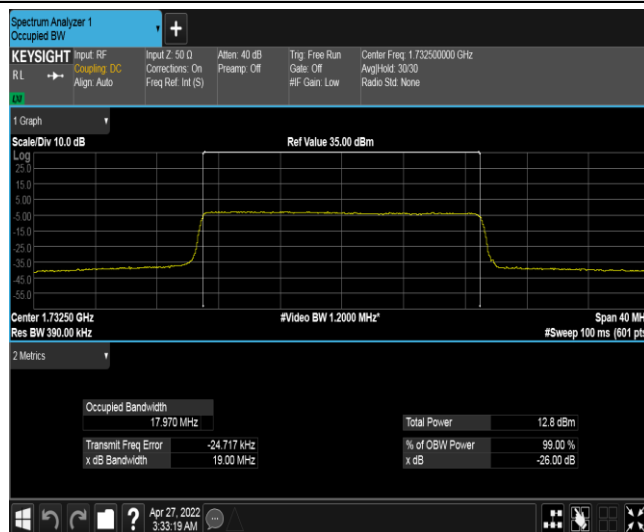 Spectrum Analyzer 1
Occupied BW
+
KEYSIGHT Input: RF Input Z: 50 Ω Atten: 40 dB Trig: Free Run Center Freq: 1.732500000 GHz
RL Coupling: DC Corrections: On Preamp: Off Gate: Off Avg|Hold: 30/30
Align: Auto Freq Ref: Int (S) #IF Gain: Low Radio Std: None
LXI
1 Graph
Scale/Div 10.0 dB Ref Value 35.00 dBm
Log
25.0
15.0
5.00
-5.00
-15.0
-25.0
-35.0
-45.0
-55.0
Center 1.73250 GHz #Video BW 1.2000 MHz* Span 40 MH
Res BW 390.00 kHz #Sweep 100 ms (601 pts
2 Metrics
Occupied Bandwidth
17.970 MHz Total Power 12.8 dBm
Transmit Freq Error -24.717 kHz % of OBW Power 99.00 %
x dB Bandwidth 19.00 MHz x dB -26.00 dB
? Apr 27, 2022
3:33:19 AM